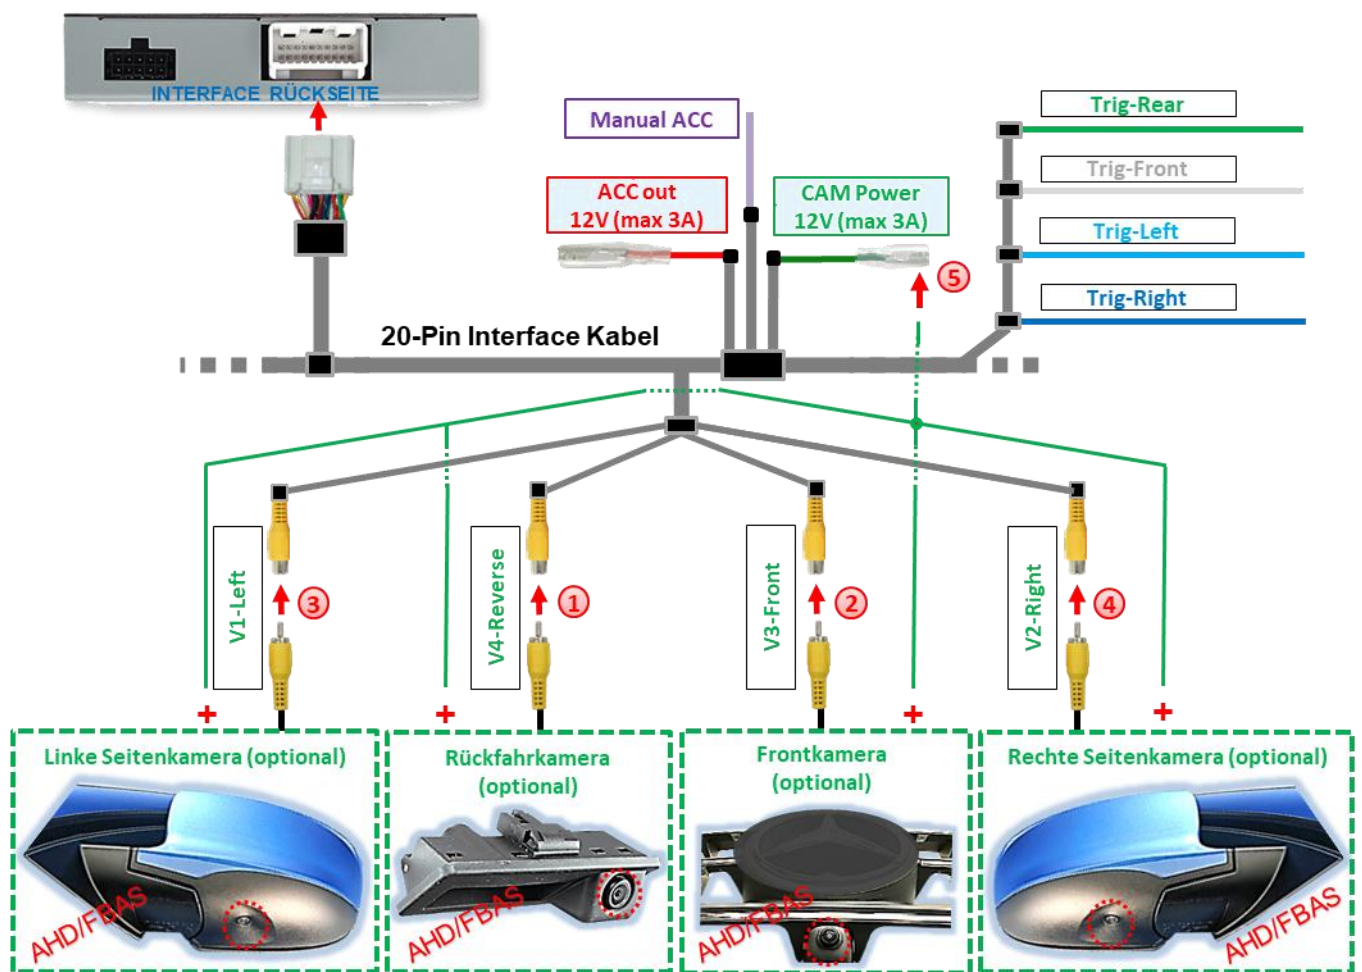 INTERFACE RÜCKSEITE
Manual ACC
ACC out
12V (max 3A)
CAM Power
12V (max 3A)
5
Trig-Rear
Trig-Front
Trig-Left
Trig-Right
20-Pin Interface Kabel
V1-Left
3
V4-Reverse
1
V3-Front
2
V2-Right
4
+
+
+
+
Linke Seitenkamera (optional)
AHD/FBAS
Rückfahrkamera
(optional)
AHD/FBAS
Frontkamera
(optional)
AHD/FBAS
Rechte Seitenkamera (optional)
AHD/FBAS